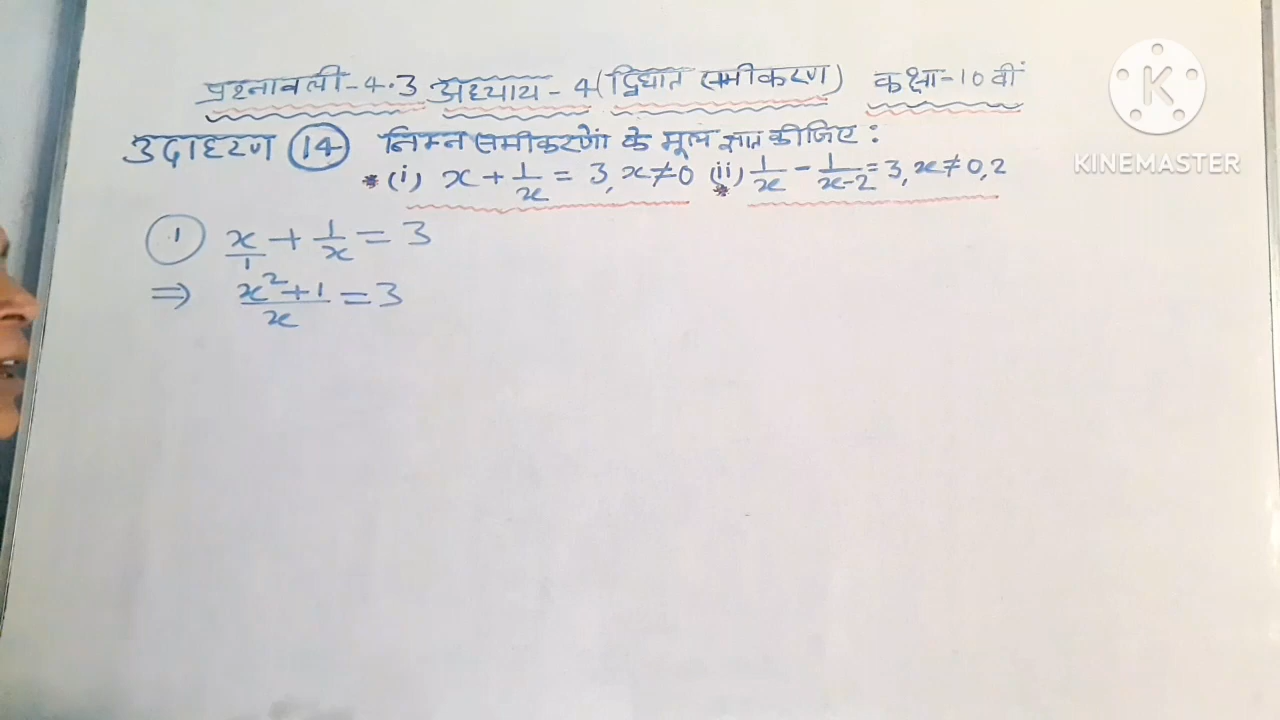 प्रश्नावली-4.3 अध्याय-4 (द्विघात समीकरण) कक्षा-10वीं
उदाहरण 14 निम्न समीकरणों के मूल ज्ञात कीजिए :
*(i) x + 1/x = 3, x ≠ 0 *(ii) 1/x - 1/x-2 = 3, x ≠ 0, 2
1 x/1 + 1/x = 3
⇒ x²+1/x = 3
K
KINEMASTER